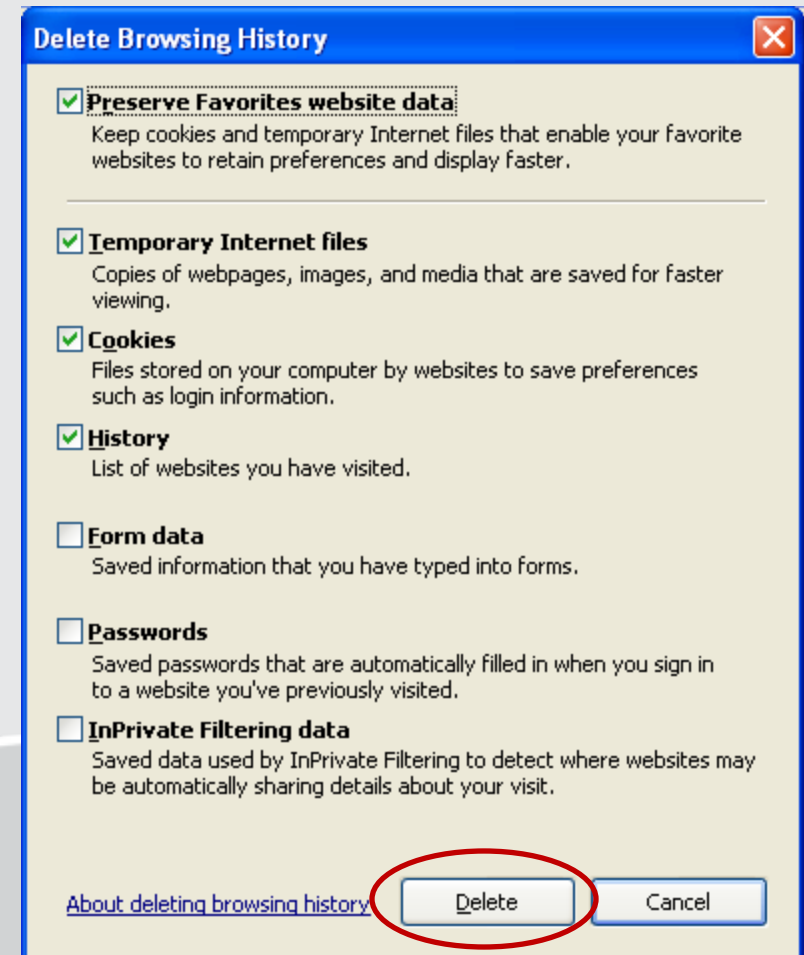 Delete Browsing History
Preserve Favorites website data
Keep cookies and temporary Internet files that enable your favorite
websites to retain preferences and display faster.
Temporary Internet files
Copies of webpages, images, and media that are saved for faster
viewing.
Cookies
Files stored on your computer by websites to save preferences
such as login information.
History
List of websites you have visited.
Form data
Saved information that you have typed into forms.
Passwords
Saved passwords that are automatically filled in when you sign in
to a website you've previously visited.
InPrivate Filtering data
Saved data used by InPrivate Filtering to detect where websites may
be automatically sharing details about your visit.
About deleting browsing history Delete Cancel